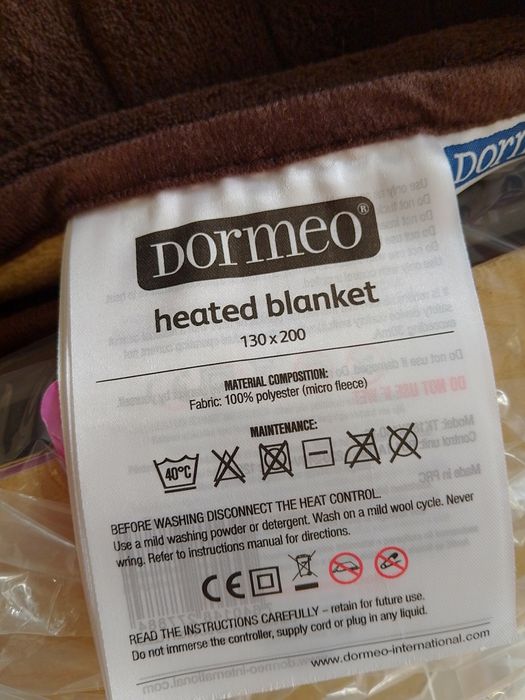 Dorm
DORMEO®
heated blanket
130 x 200
MATERIAL COMPOSITION:
Fabric: 100% polyester (micro fleece)
MAINTENANCE:
40°C
BEFORE WASHING DISCONNECT THE HEAT CONTROL.
Use a mild washing powder or detergent. Wash on a mild wool cycle. Never
wring. Refer to instructions manual for directions.
CE
READ THE INSTRUCTIONS CAREFULLY - retain for future use.
Do not immerse the controller, supply cord or plug in any liquid.
www.dormeo-international.com